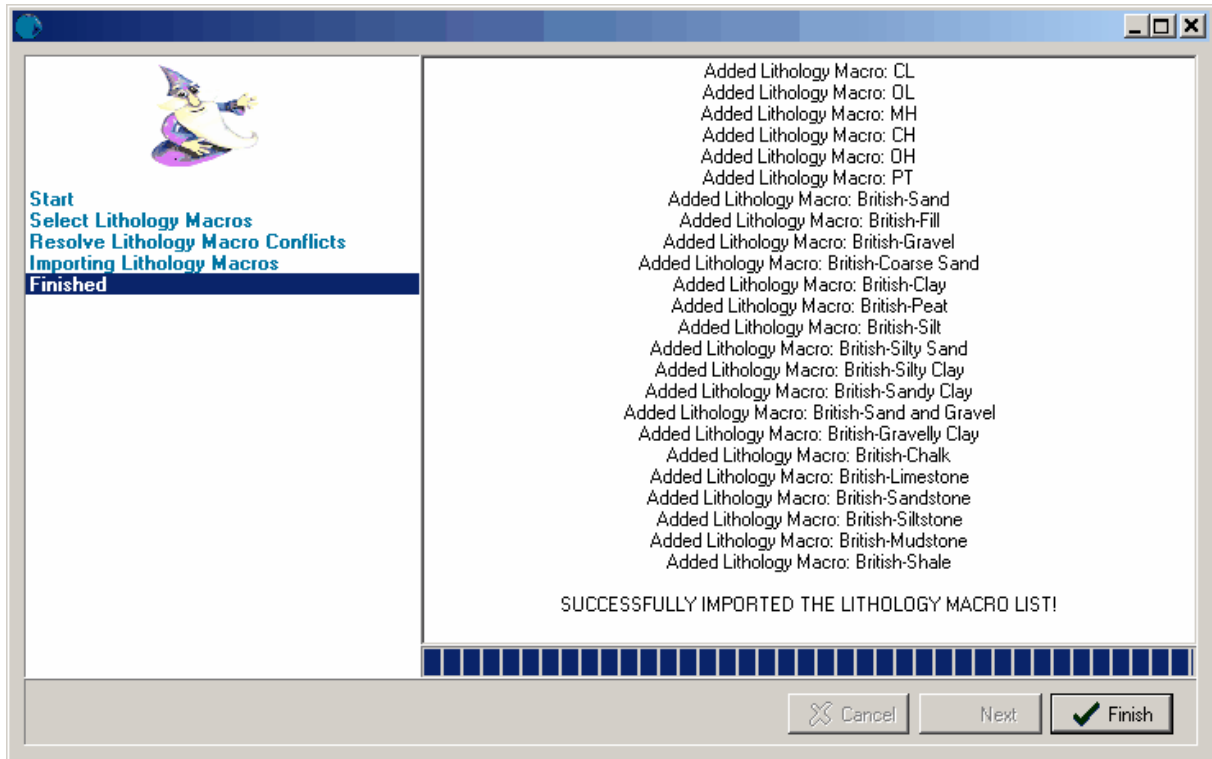 Start
Select Lithology Macros
Resolve Lithology Macro Conflicts
Importing Lithology Macros
Finished
Added Lithology Macro: CL
Added Lithology Macro: OL
Added Lithology Macro: MH
Added Lithology Macro: CH
Added Lithology Macro: OH
Added Lithology Macro: PT
Added Lithology Macro: British-Sand
Added Lithology Macro: British-Fill
Added Lithology Macro: British-Gravel
Added Lithology Macro: British-Coarse Sand
Added Lithology Macro: British-Clay
Added Lithology Macro: British-Peat
Added Lithology Macro: British-Silt
Added Lithology Macro: British-Silty Sand
Added Lithology Macro: British-Silty Clay
Added Lithology Macro: British-Sandy Clay
Added Lithology Macro: British-Sand and Gravel
Added Lithology Macro: British-Gravelly Clay
Added Lithology Macro: British-Chalk
Added Lithology Macro: British-Limestone
Added Lithology Macro: British-Sandstone
Added Lithology Macro: British-Siltstone
Added Lithology Macro: British-Mudstone
Added Lithology Macro: British-Shale
SUCCESSFULLY IMPORTED THE LITHOLOGY MACRO LIST!
Cancel
Next
Finish